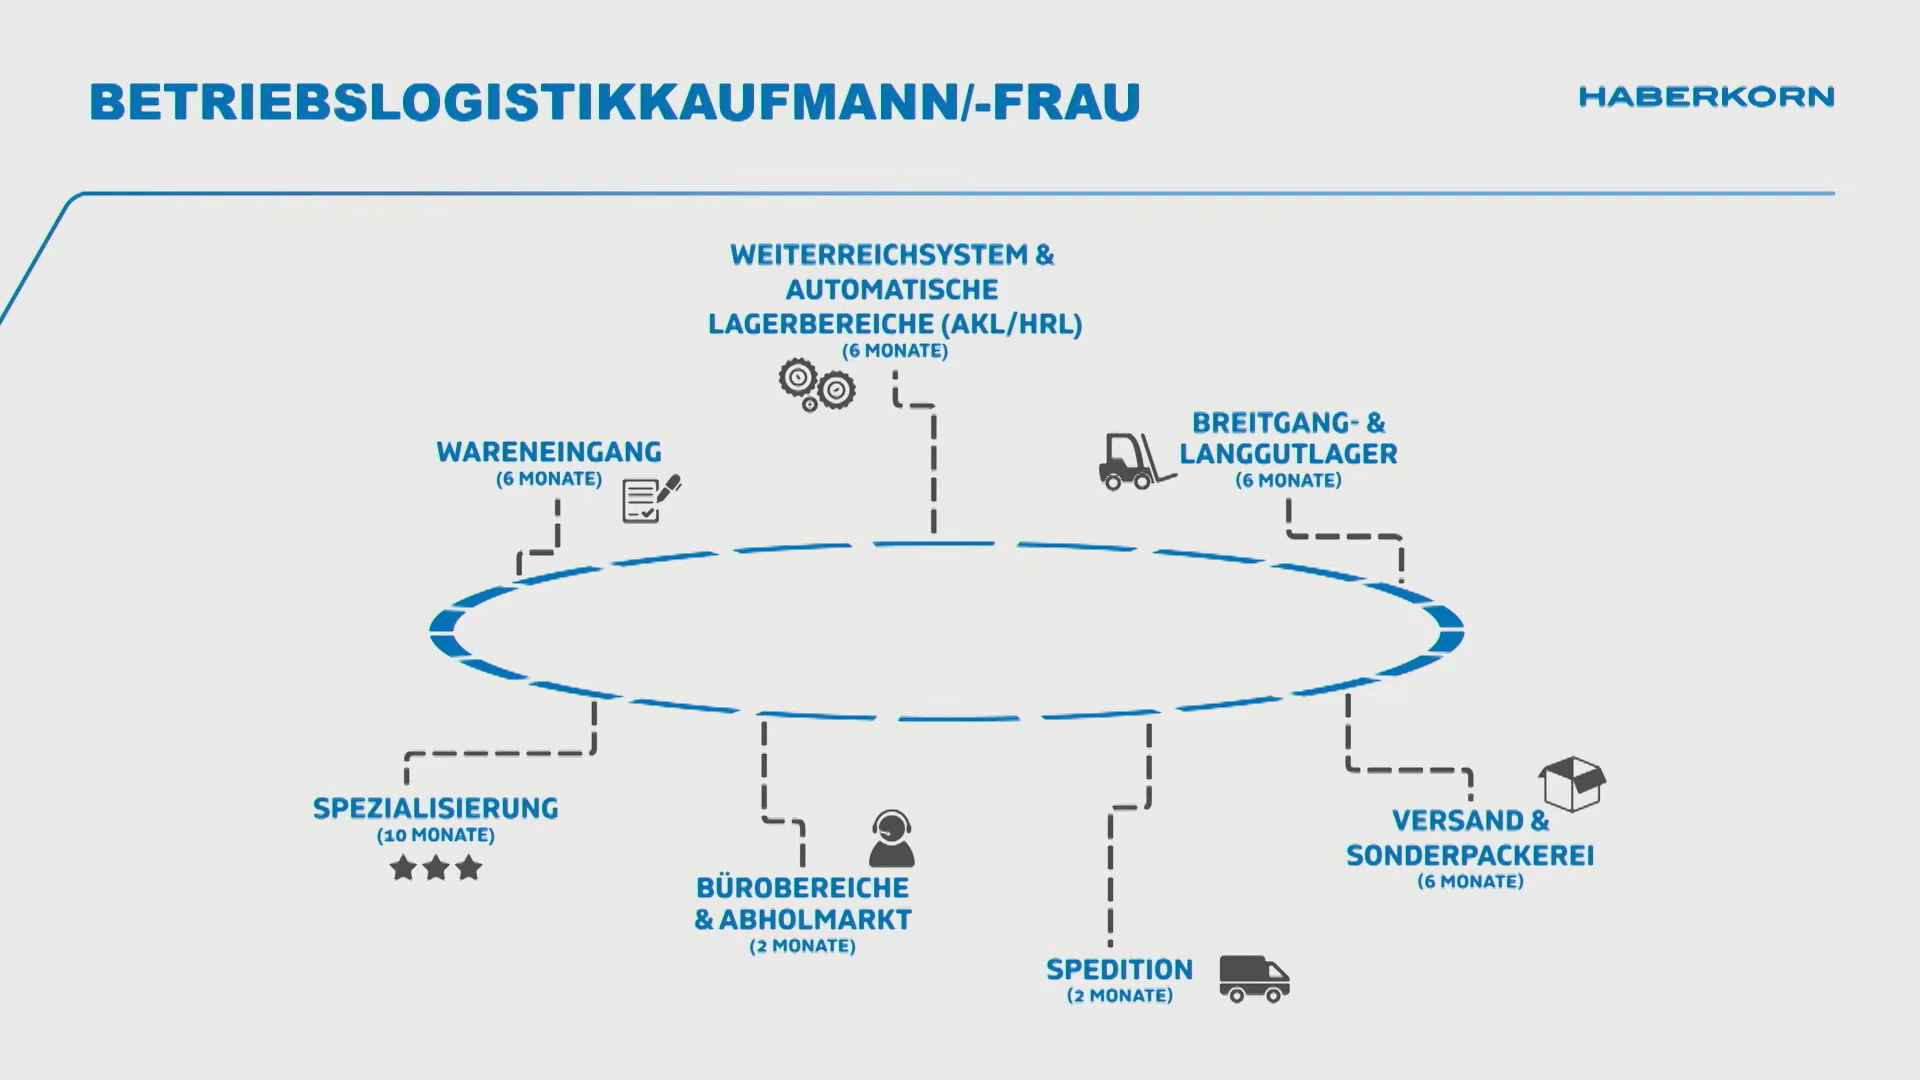 BETRIEBSLOGISTIKKAUFMANN/-FRAU
HABERKORN
WEITERREICHSYSTEM &
AUTOMATISCHE
LAGERBEREICHE (AKL/HRL)
(6 MONATE)
WARENEINGANG
(6 MONATE)
BREITGANG- &
LANGGUTLAGER
(6 MONATE)
SPEZIALISIERUNG
(10 MONATE)
BÜROBEREICHE
& ABHOLMARKT
(2 MONATE)
SPEDITION
(2 MONATE)
VERSAND &
SONDERPACKEREI
(6 MONATE)